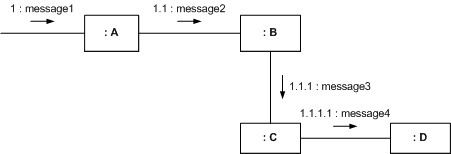 1 : message1
1.1 : message2
: A
: B
1.1.1 : message3
1.1.1.1 : message4
: C
: D